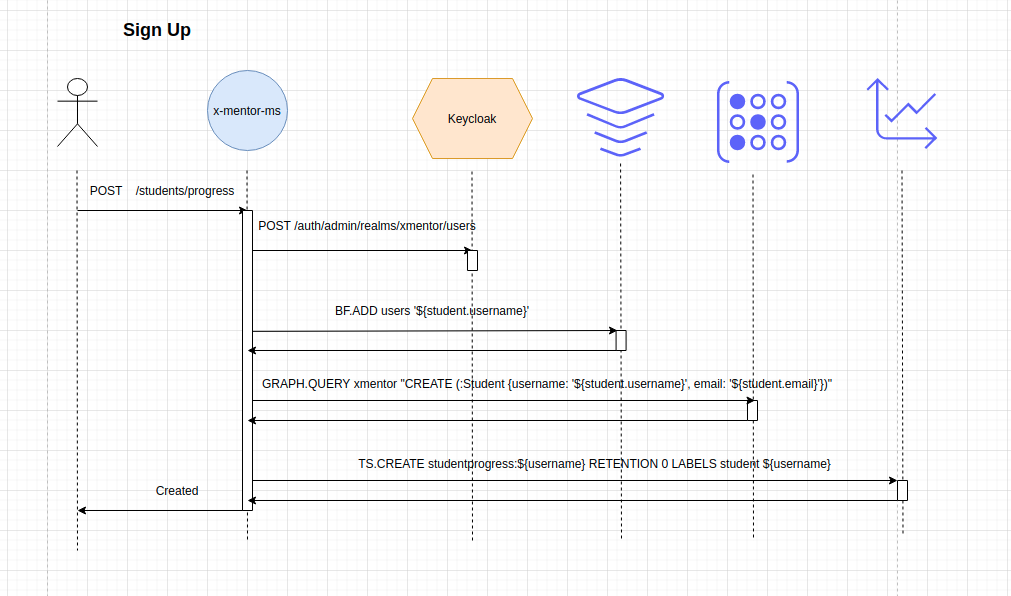 Sign Up
x-mentor-ms
Keycloak
POST /students/progress
POST /auth/admin/realms/xmentor/users
BF.ADD users '${student.username}'
GRAPH.QUERY xmentor "CREATE (:Student {username: '${student.username}', email: '${student.email}'})"
TS.CREATE studentprogress:${username} RETENTION 0 LABELS student ${username}
Created